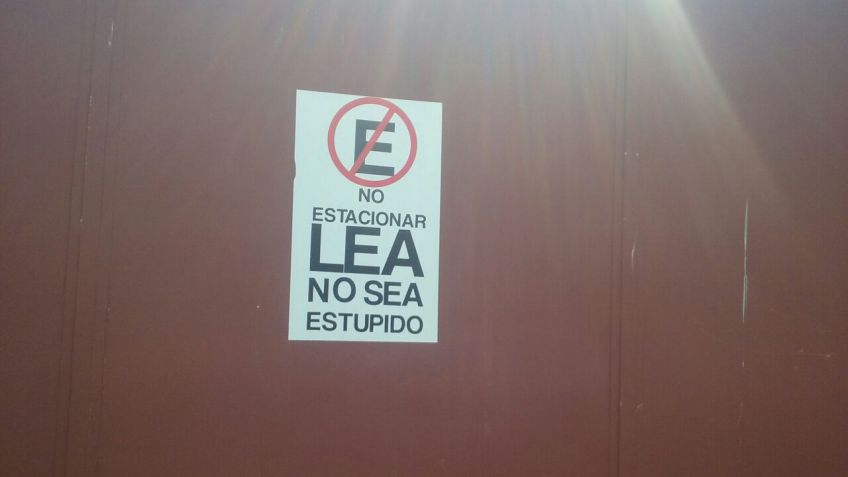 E
NO
ESTACIONAR
LEA
NO SEA
ESTUPIDO